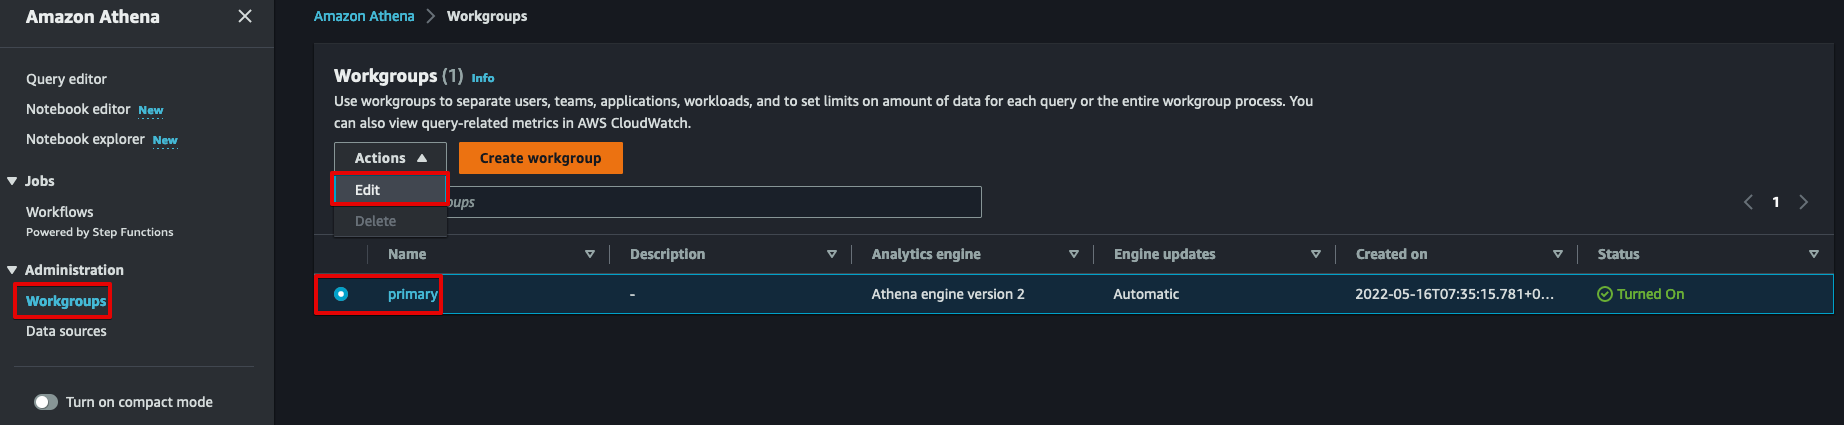 Amazon Athena
Query editor
Notebook editor New
Notebook explorer New
Jobs
Workflows
Powered by Step Functions
Administration
Workgroups
Data sources
Turn on compact mode
Amazon Athena > Workgroups
Workgroups (1) Info
Use workgroups to separate users, teams, applications, workloads, and to set limits on amount of data for each query or the entire workgroup process. You
can also view query-related metrics in AWS CloudWatch.
Actions Create workgroup
Edit
Delete
1
Name Description Analytics engine Engine updates Created on Status
primary - Athena engine version 2 Automatic 2022-05-16T07:35:15.781+0... Turned On